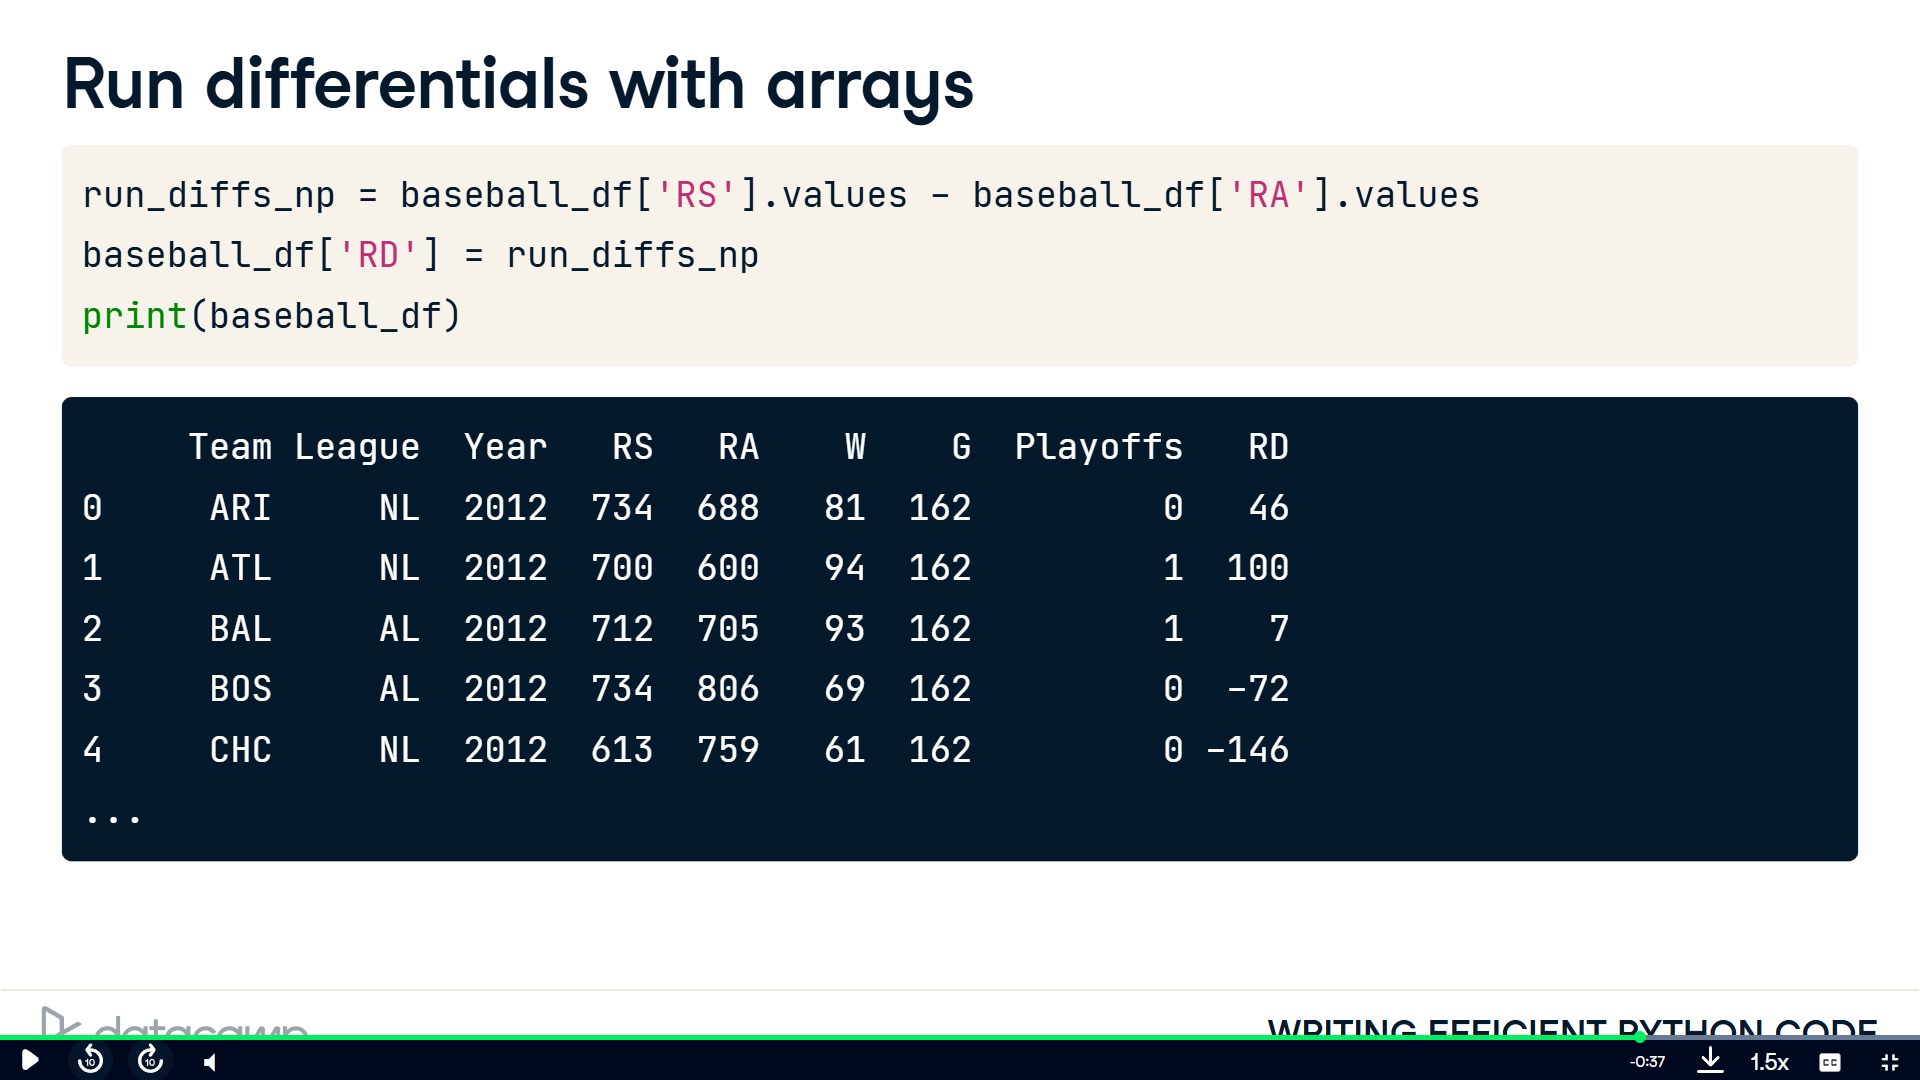 Run differentials with arrays
run_diffs_np = baseball_df['RS'].values - baseball_df['RA'].values
baseball_df['RD'] = run_diffs_np
print(baseball_df)
Team League Year RS RA W G Playoffs RD
0 ARI NL 2012 734 688 81 162 0 46
1 ATL NL 2012 700 600 94 162 1 100
2 BAL AL 2012 712 705 93 162 1 7
3 BOS AL 2012 734 806 69 162 0 -72
4 CHC NL 2012 613 759 61 162 0 -146
...
datacamp
WRITING EFFICIENT PYTHON CODE
10 10 -0:37 1.5x CC